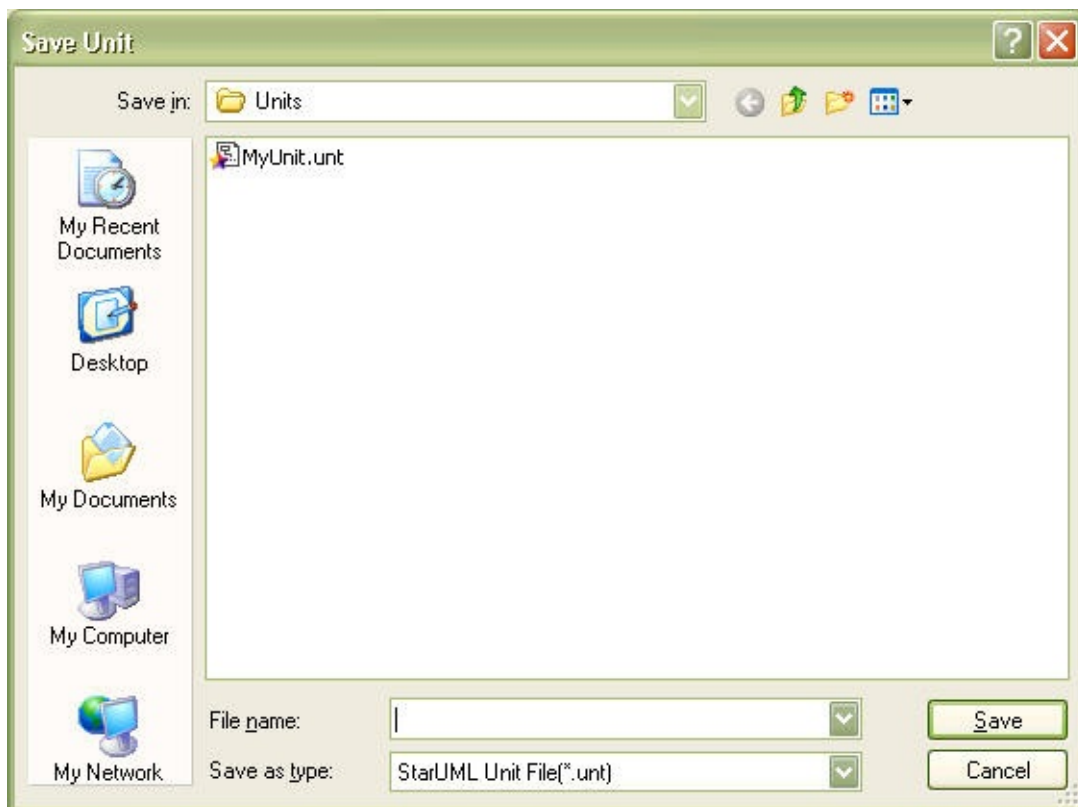 Save Unit
Save in: Units
MyUnit.unt
My Recent
Documents
Desktop
My Documents
My Computer
My Network
File name:
Save
Save as type: StarUML Unit File(*.unt)
Cancel